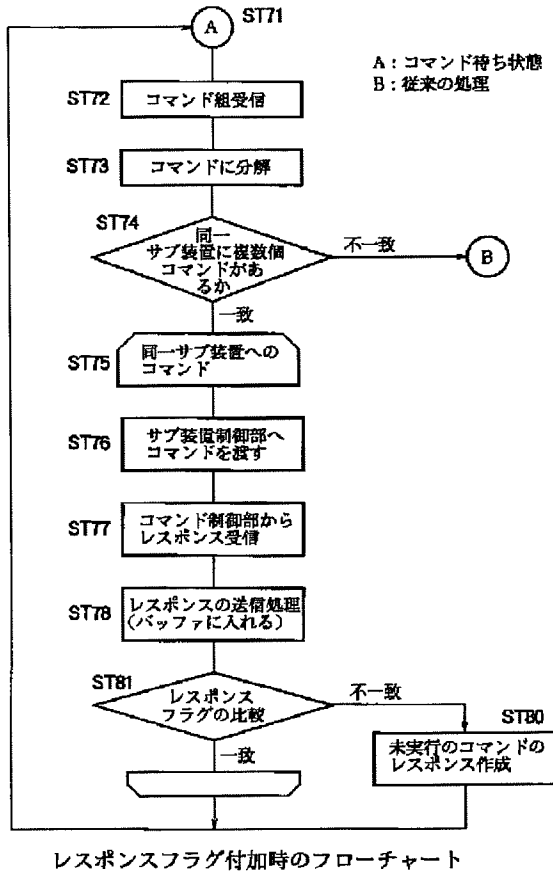 ST71
A
A:コマンド待ち状態
B:従来の処理
ST72
コマンド組受信
ST73
コマンドに分解
ST74
同一
サブ装置に複数個
コマンドがあ
るか
不一致
B
一致
ST75
同一サブ装置への
コマンド
ST76
サブ装置制御部へ
コマンドを渡す
ST77
コマンド制御部から
レスポンス受信
ST78
レスポンスの送信処理
(バッファに入れる)
ST81
レスポンス
フラグの比較
不一致
ST80
一致
未実行のコマンドの
レスポンス作成
レスポンスフラグ付加時のフローチャート